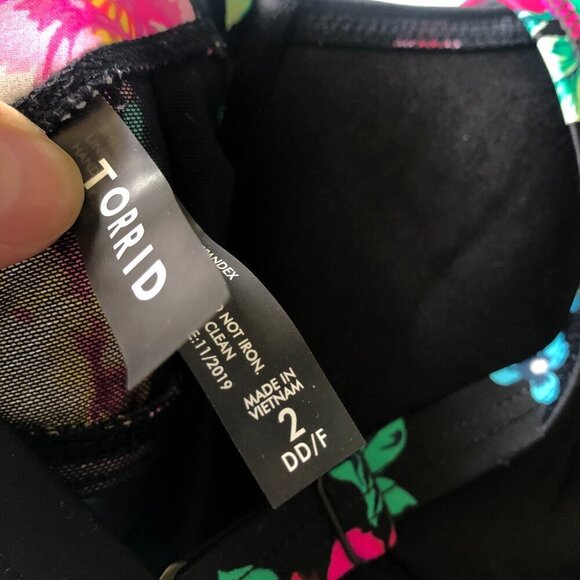 TORRID
ANDEX
NOT IRON.
CLEAN
E:11/2019
MADE IN
VIETNAM
2
DD/F